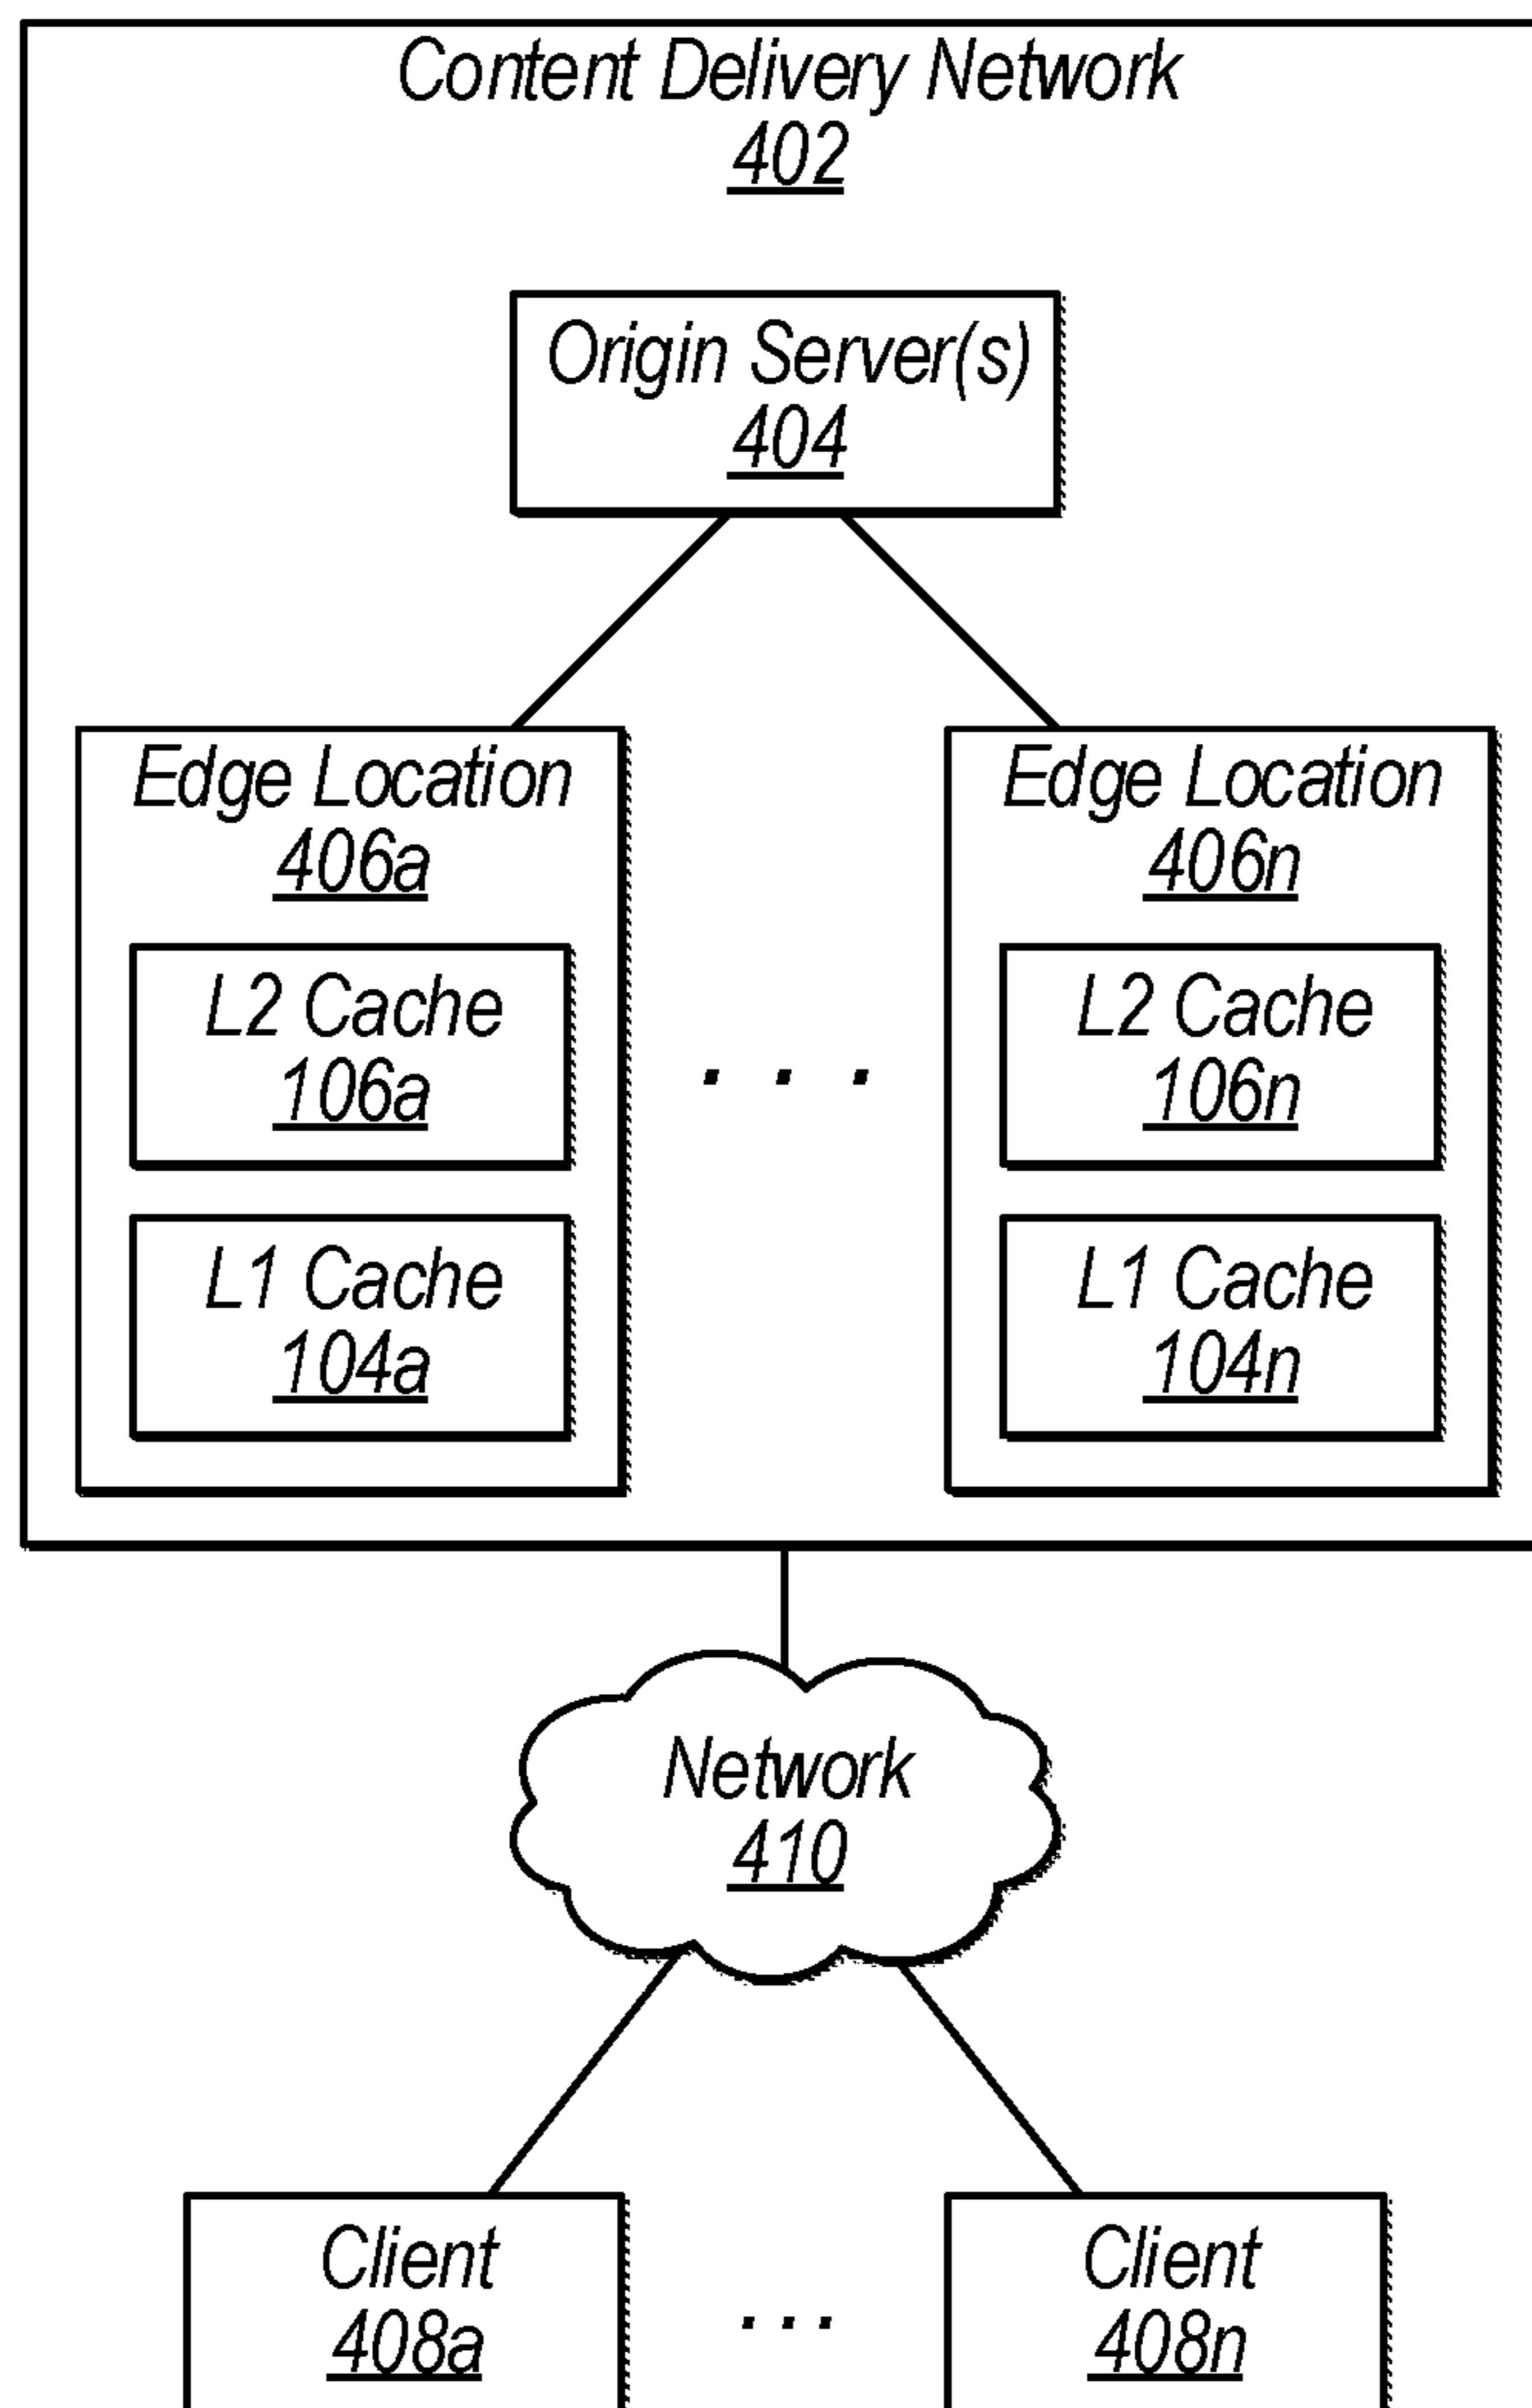 Content Delivery Network
402
Origin Server(s)
404
Edge Location
406a
L2 Cache
106a
L1 Cache
104a
. . .
Edge Location
406n
L2 Cache
106n
L1 Cache
104n
Network
410
Client
408a
...
Client
408n